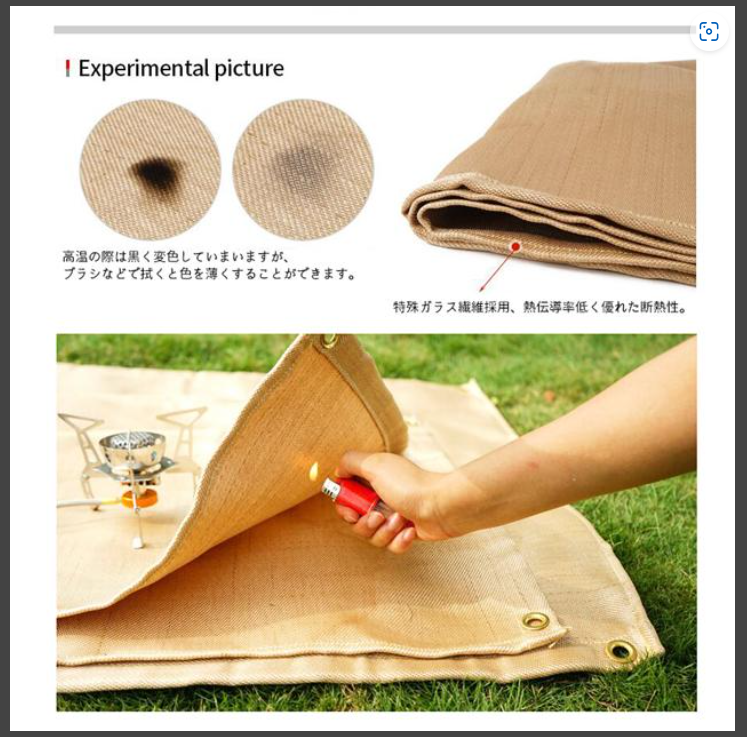 Experimental picture
高温の際は黒く変色していまいますが、
ブラシなどで拭くと色を薄くすることができます。
特殊ガラス繊維採用、熱伝導率低く優れた断熱性。